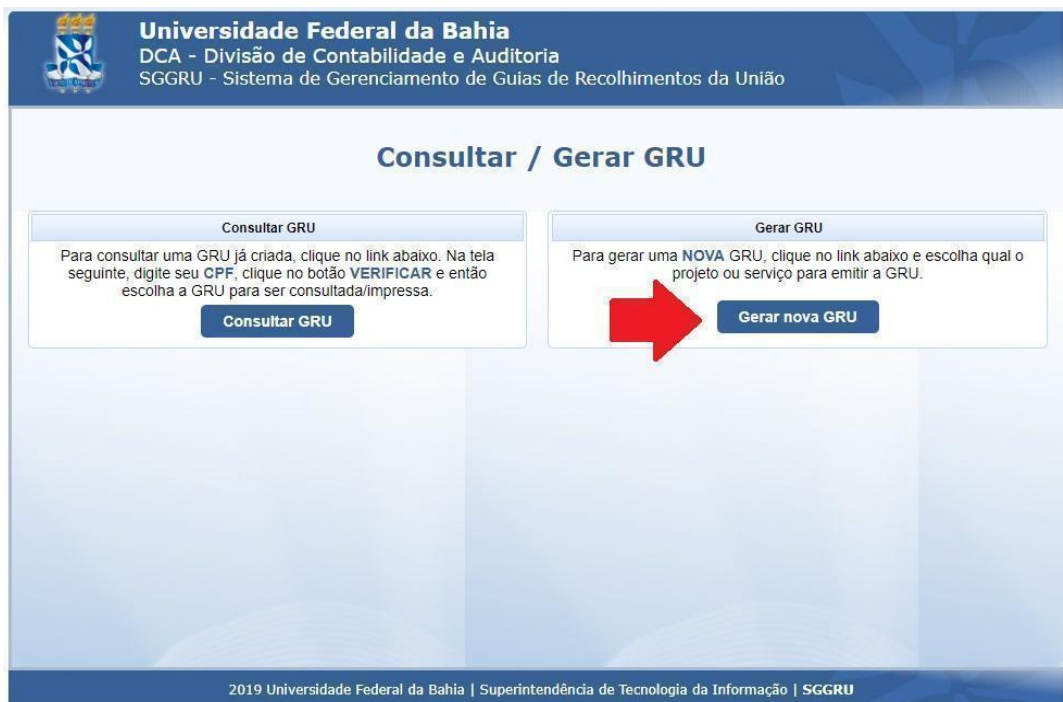 Universidade Federal da Bahia
DCA - Divisão de Contabilidade e Auditoria
SGGRU - Sistema de Gerenciamento de Guias de Recolhimentos da União
Consultar / Gerar GRU
Consultar GRU
Para consultar uma GRU já criada, clique no link abaixo. Na tela
seguinte, digite seu CPF, clique no botão VERIFICAR e então
escolha a GRU para ser consultada/impressa.
Consultar GRU
Gerar GRU
Para gerar uma NOVA GRU, clique no link abaixo e escolha qual o
projeto ou serviço para emitir a GRU.
Gerar nova GRU
2019 Universidade Federal da Bahia | Superintendência de Tecnologia da Informação | SGGRU